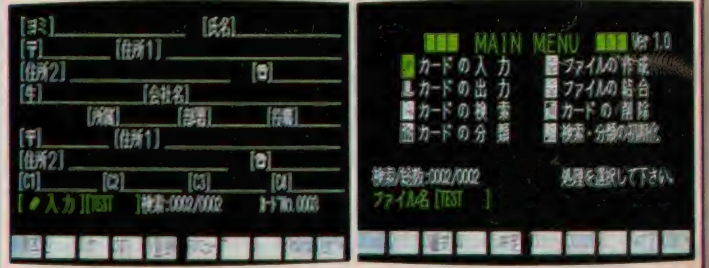 [ヨミ] [氏名]
[〒] [住所1]
[住所2] [☎]
[生] [会社名]
[所属] [部署] [役職]
[〒] [住所1]
[住所2] [☎]
[C1] [C2] [C3] [C4]
[入力][TEST ]検索:0002/0002 カードNo.0003
MAIN MENU Ver 1.0
カードの入力 ファイルの作成
カードの出力 ファイルの結合
カードの検索 カードの削除
カードの分類 検索・分類の初期化
検索/総数:0002/0002 処理を選択して下さい
ファイル名[TEST ]